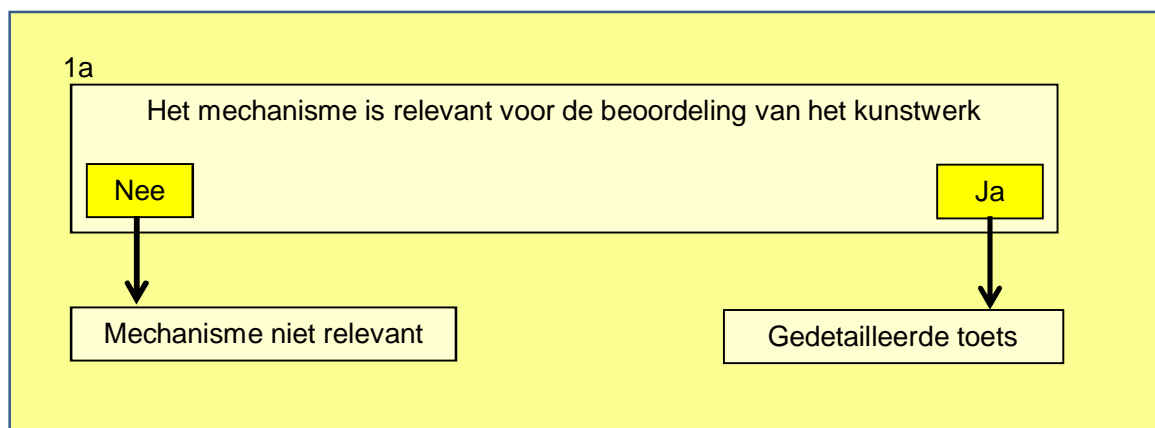 1a
Het mechanisme is relevant voor de beoordeling van het kunstwerk
Nee
Ja
Mechanisme niet relevant
Gedetailleerde toets